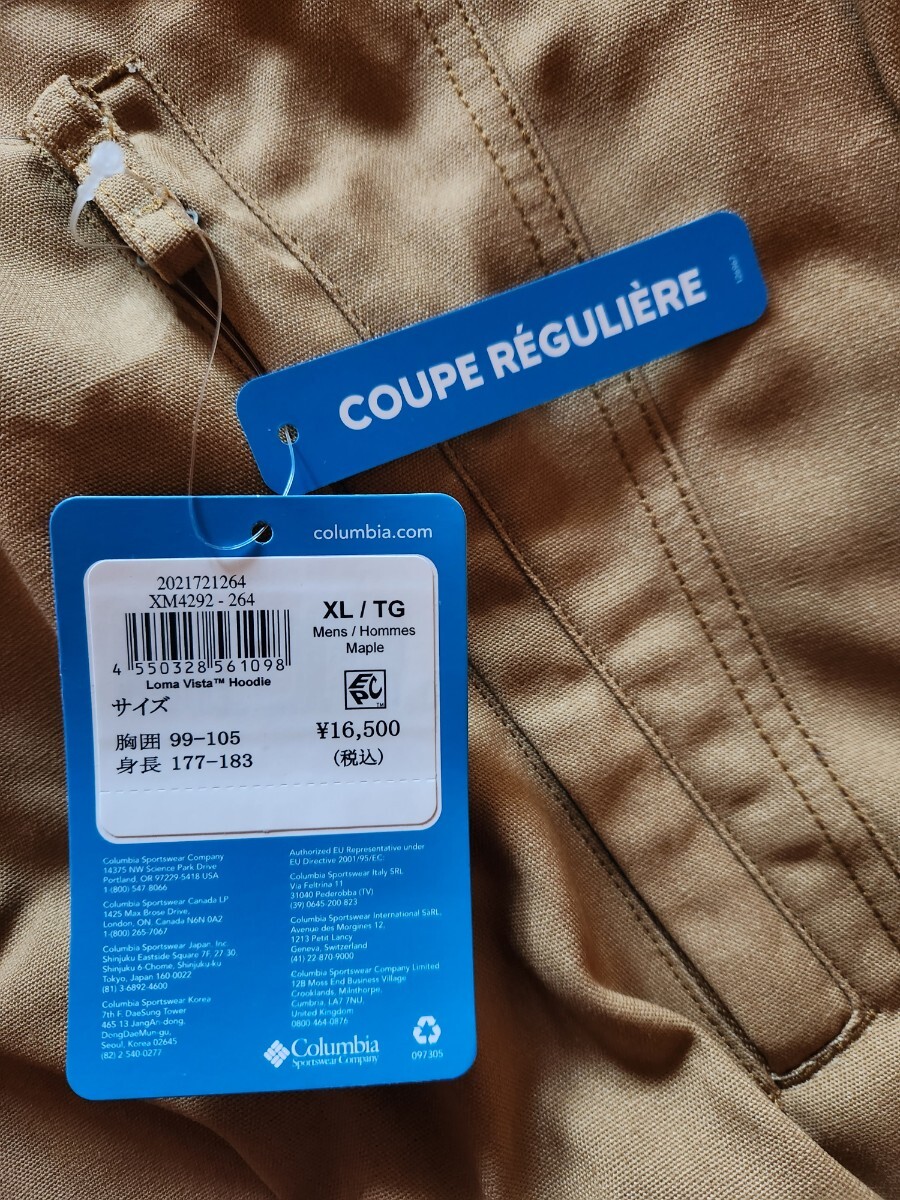 COUPE RÉGULIÈRE
columbia.com
2021721264
XM4292 - 264
4 550328 561098
Loma Vista™ Hoodie
XL / TG
Mens / Hommes
Maple
EPC
TM
サイズ
胸囲 99-105
身長 177-183
¥16,500
(税込)
Columbia Sportswear Company
14375 NW Science Park Drive
Portland, OR 97229-5418 USA
1-(800) 547-8066
Columbia Sportswear Canada LP
1425 Max Brose Drive,
London, ON, Canada N6N 0A2
1-(800) 265-7067
Columbia Sportswear Japan, Inc.
Shinjuku Eastside Square 7F, 27-30,
Shinjuku 6-Chome, Shinjuku-ku
Tokyo, Japan 160-0022
(81) 3-6892-4600
Columbia Sportswear Korea
7th F. DaeSung Tower
465-13 JangAn-dong,
DongDaeMun-gu,
Seoul, Korea 02645
(82) 2-540-0277
Authorized EU Representative under
EU Directive 2001/95/EC:
Columbia Sportswear Italy SRL
Via Feltrina 11
31040 Pederobba (TV)
(39) 0645 200 823
Columbia Sportswear International SàRL,
Avenue des Morgines 12,
1213 Petit Lancy
Geneva, Switzerland
(41) 22-870-9000
Columbia Sportswear Company Limited
12B Moss End Business Village
Crooklands, Milnthorpe,
Cumbria, LA7 7NU,
United Kingdom
0800-464-0876
Columbia
Sportswear Company
097305